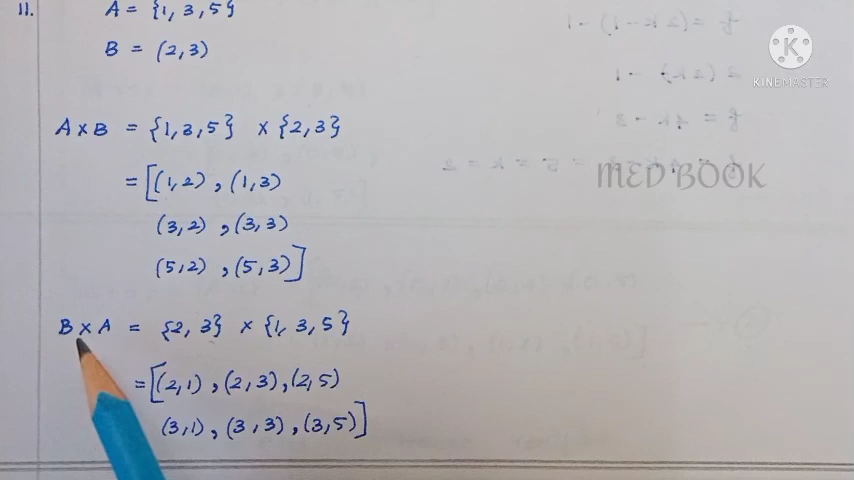 11.
A = {1, 3, 5}
B = (2, 3)
A × B = {1, 3, 5} × {2, 3}
= [(1, 2) , (1, 3)
(3, 2) , (3, 3)
(5, 2) , (5, 3)]
B × A = {2, 3} × {1, 3, 5}
= [(2, 1) , (2, 3) , (2, 5)
(3, 1) , (3, 3) , (3, 5)]
KINEMASTER
MED BOOK